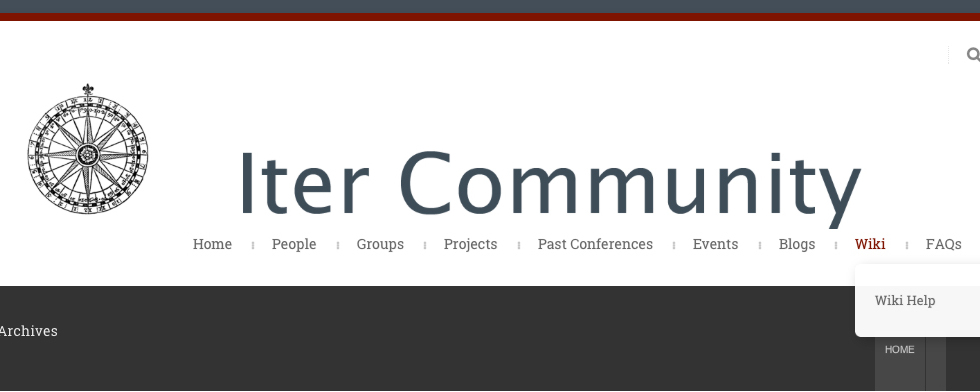 Iter Community
Home People Groups Projects Past Conferences Events Blogs Wiki FAQs
Wiki Help
Archives
HOME